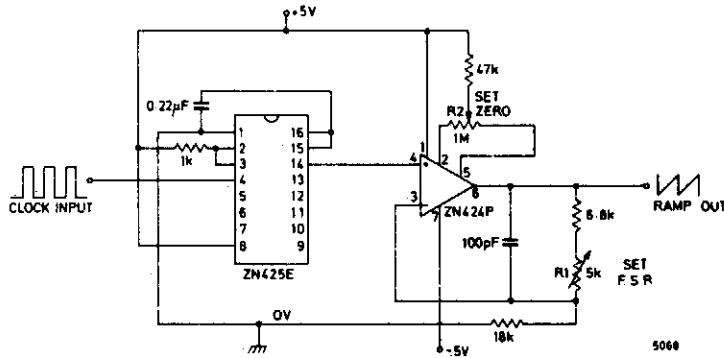 +5V
47k
0.22µF
SET
ZERO
R2
1M
1
2
3
4
5
6
7
8
16
15
14
13
12
11
10
9
1k
ZN425E
CLOCK INPUT
1
2
4
+
5
3
6
7
ZN424P
RAMP OUT
100pF
6.8k
R1
5k
SET
F.S.R
0V
18k
-5V
5060